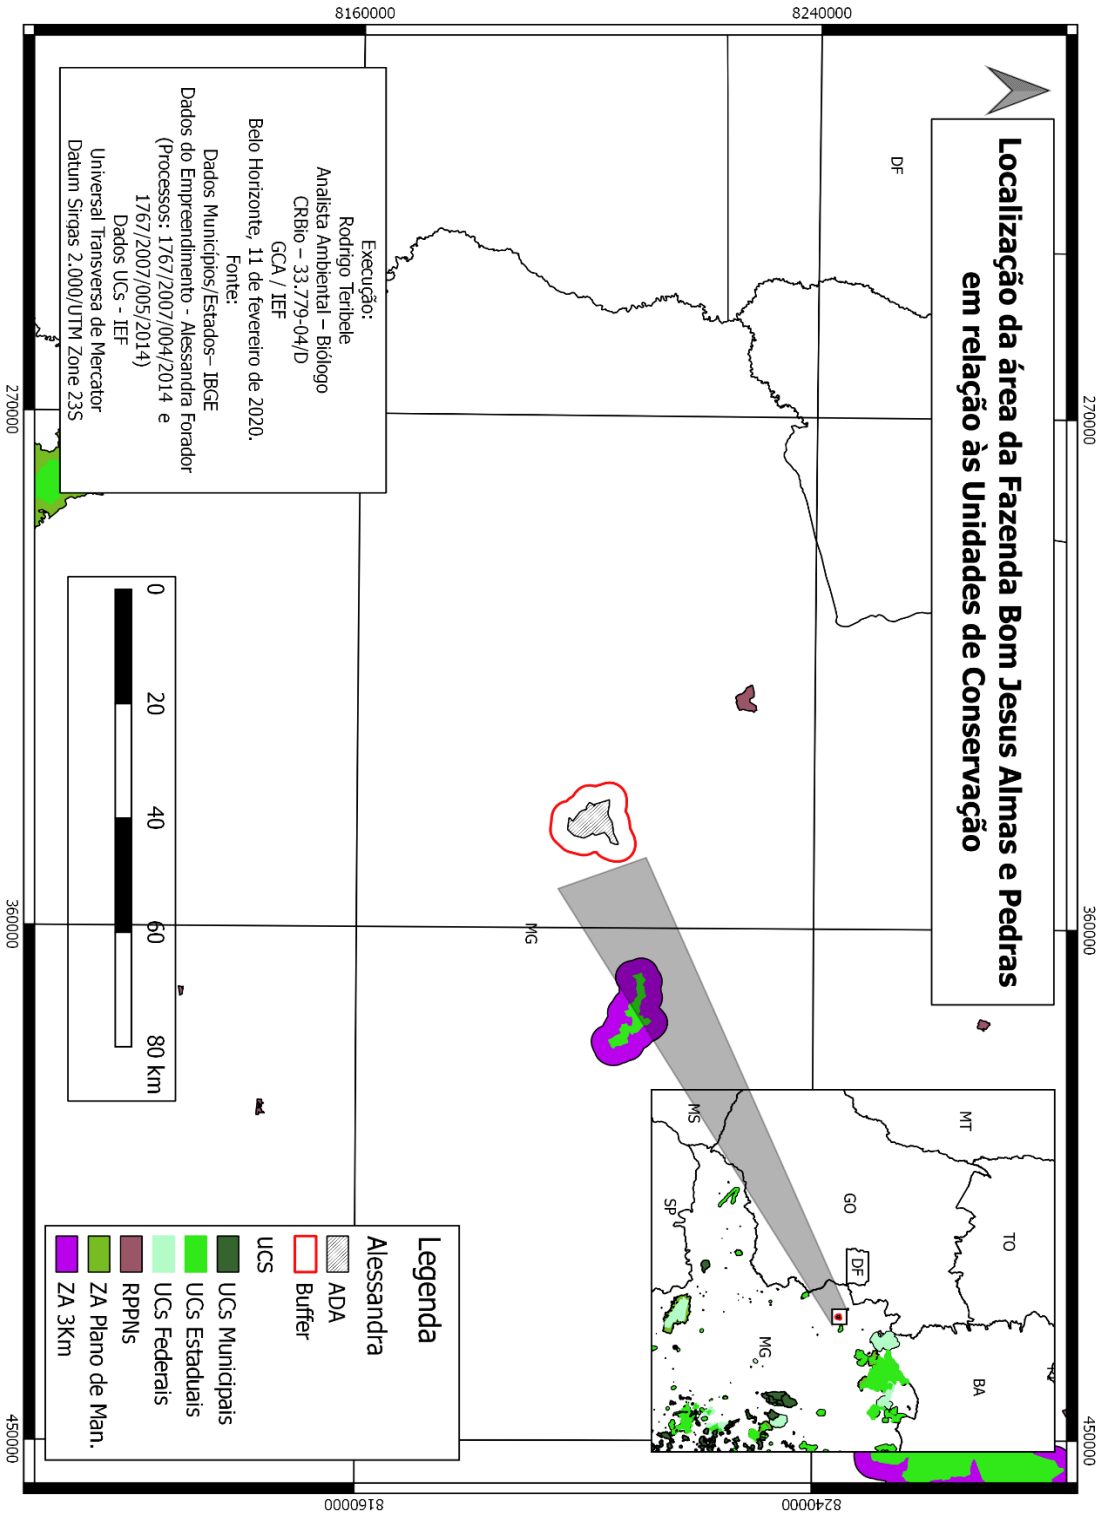 Localização da área da Fazenda Bom Jesus Almas e Pedras
em relação às Unidades de Conservação
270000
360000
450000
8240000
8160000
DF
MG
MT
TO
GO
DF
BA
MS
SP
MG
Execução:
Rodrigo Teribele
Analista Ambiental – Biólogo
CRBio – 33.779-04/D
GCA / IEF
Belo Horizonte, 11 de fevereiro de 2020.
Fonte:
Dados Municípios/Estados– IBGE
Dados do Empreendimento - Alessandra Forador
(Processos: 1767/2007/004/2014 e
1767/2007/005/2014)
Dados UCs - IEF
Universal Transversa de Mercator
Datum Sirgas 2.000/UTM Zone 23S
0 20 40 60 80 km
Legenda
Alessandra
ADA
Buffer
UCS
UCs Municipais
UCs Estaduais
UCs Federais
RPPNs
ZA Plano de Man.
ZA 3Km
8240000
8160000
270000
360000
450000